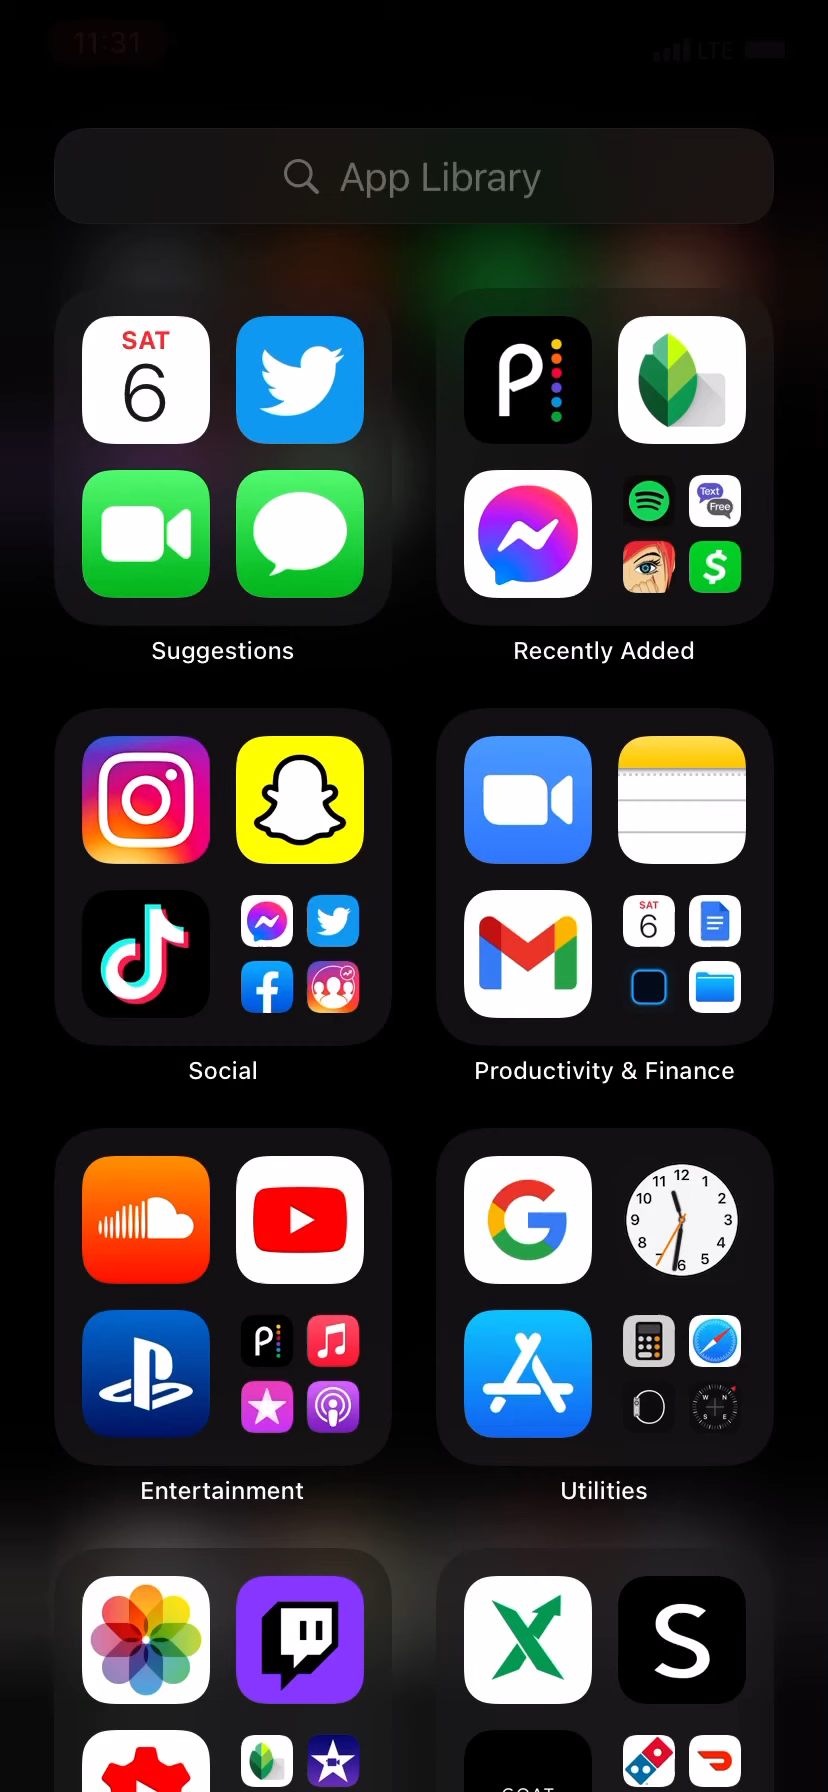 11:31
LTE
App Library
SAT
6
Text
Free
Suggestions
Recently Added
SAT
6
Social
Productivity & Finance
12
11
1
10
2
9
3
8
4
7
5
6
W
N
S
E
Entertainment
Utilities
S
GOAT